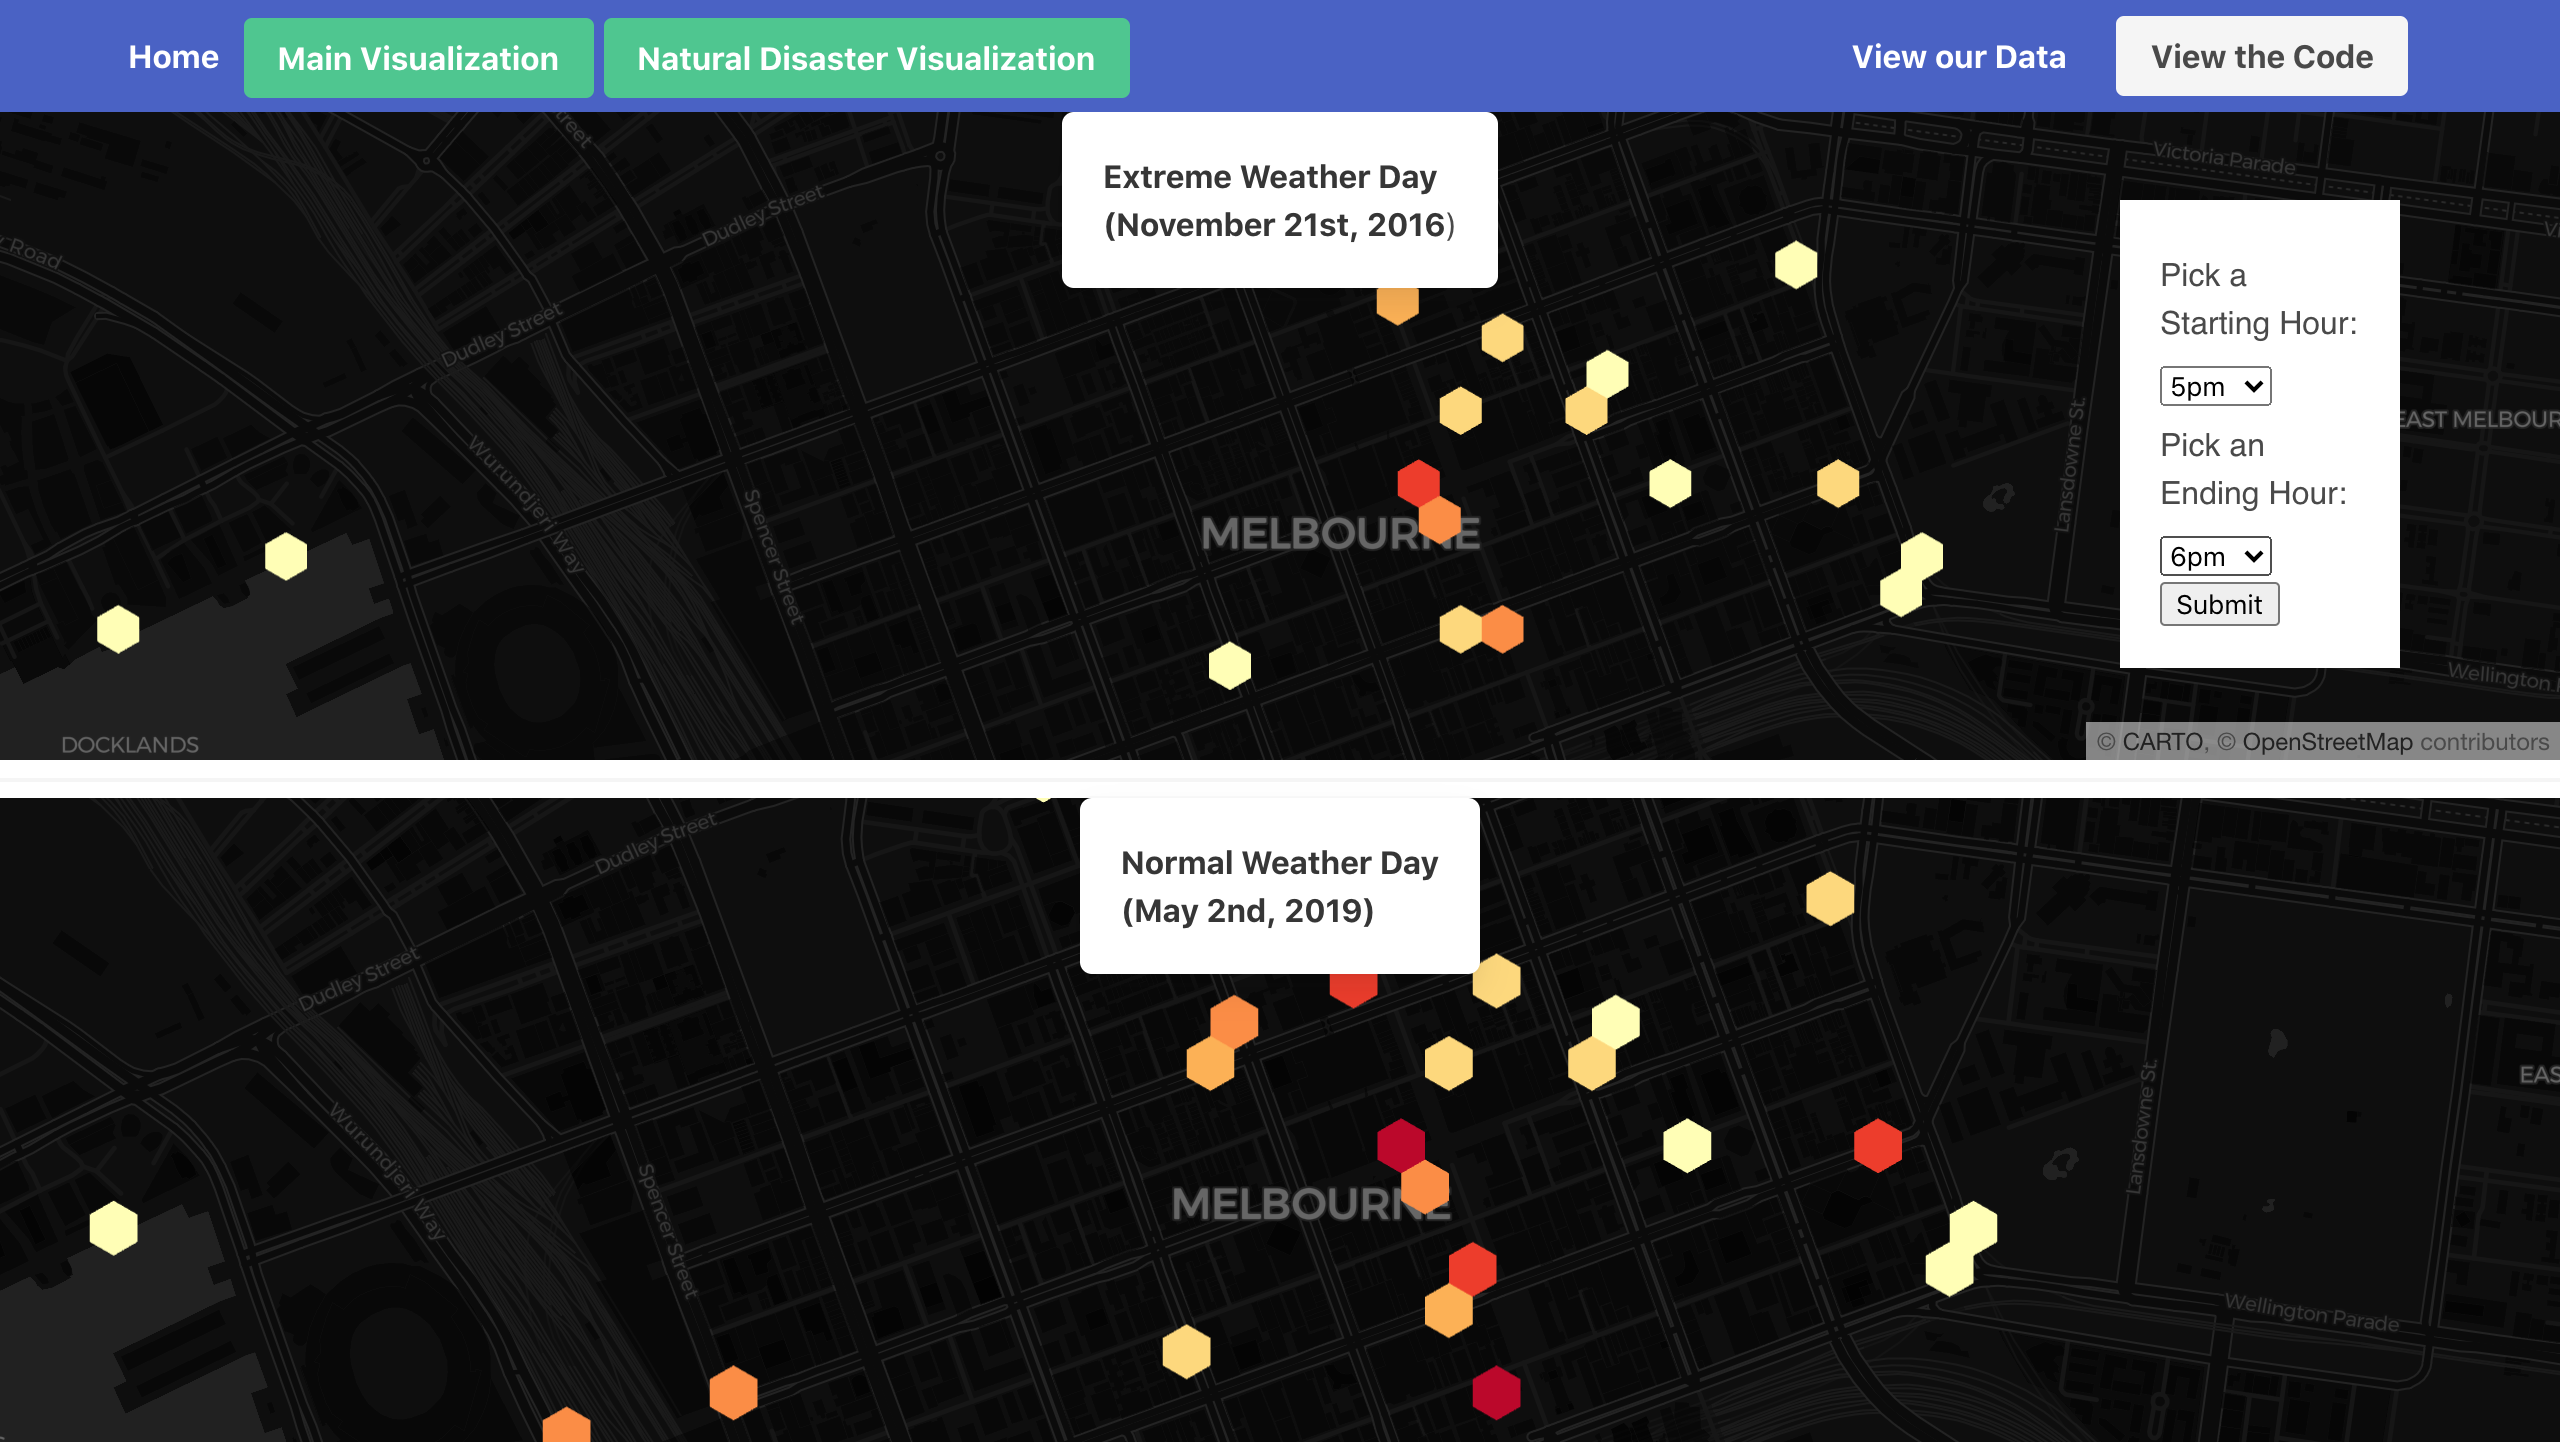 Home
Main Visualization
Natural Disaster Visualization
View our Data
View the Code
Extreme Weather Day
(November 21st, 2016)
Victoria Parade
Dudley Street
Road
Dudley Street
Pick a
Starting Hour:
5pm
Pick an
Ending Hour:
6pm
Submit
EAST MELBOUR
Lansdowne St.
Wurundjeri Way
Spencer Street
MELBOURNE
Wellington
DOCKLANDS
© CARTO, © OpenStreetMap contributors
Normal Weather Day
(May 2nd, 2019)
Dudley Street
Dudley Street
EAS
Wurundjeri Way
Spencer Street
MELBOURNE
Lansdowne St.
Wellington Parade